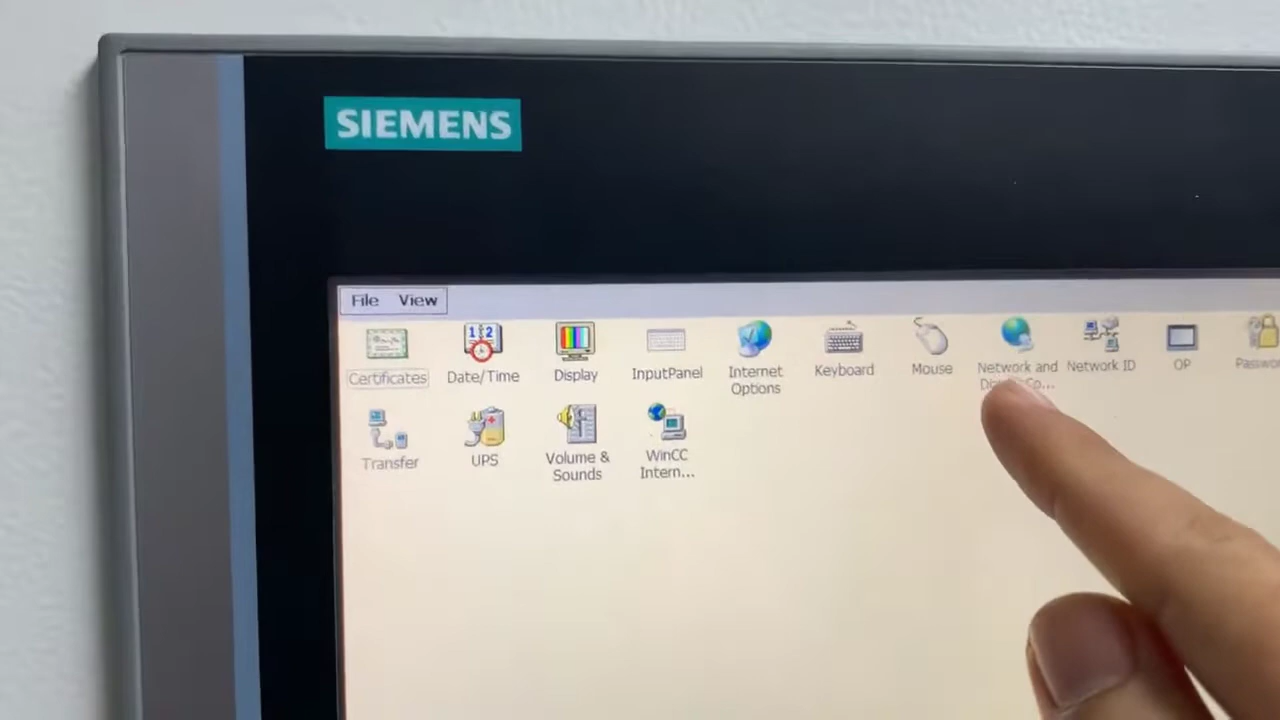 SIEMENS
File View
Certificates
Date/Time
Display
InputPanel
Internet
Options
Keyboard
Mouse
Network and
Network ID
OP
Transfer
UPS
Volume &
Sounds
WinCC
Intern...